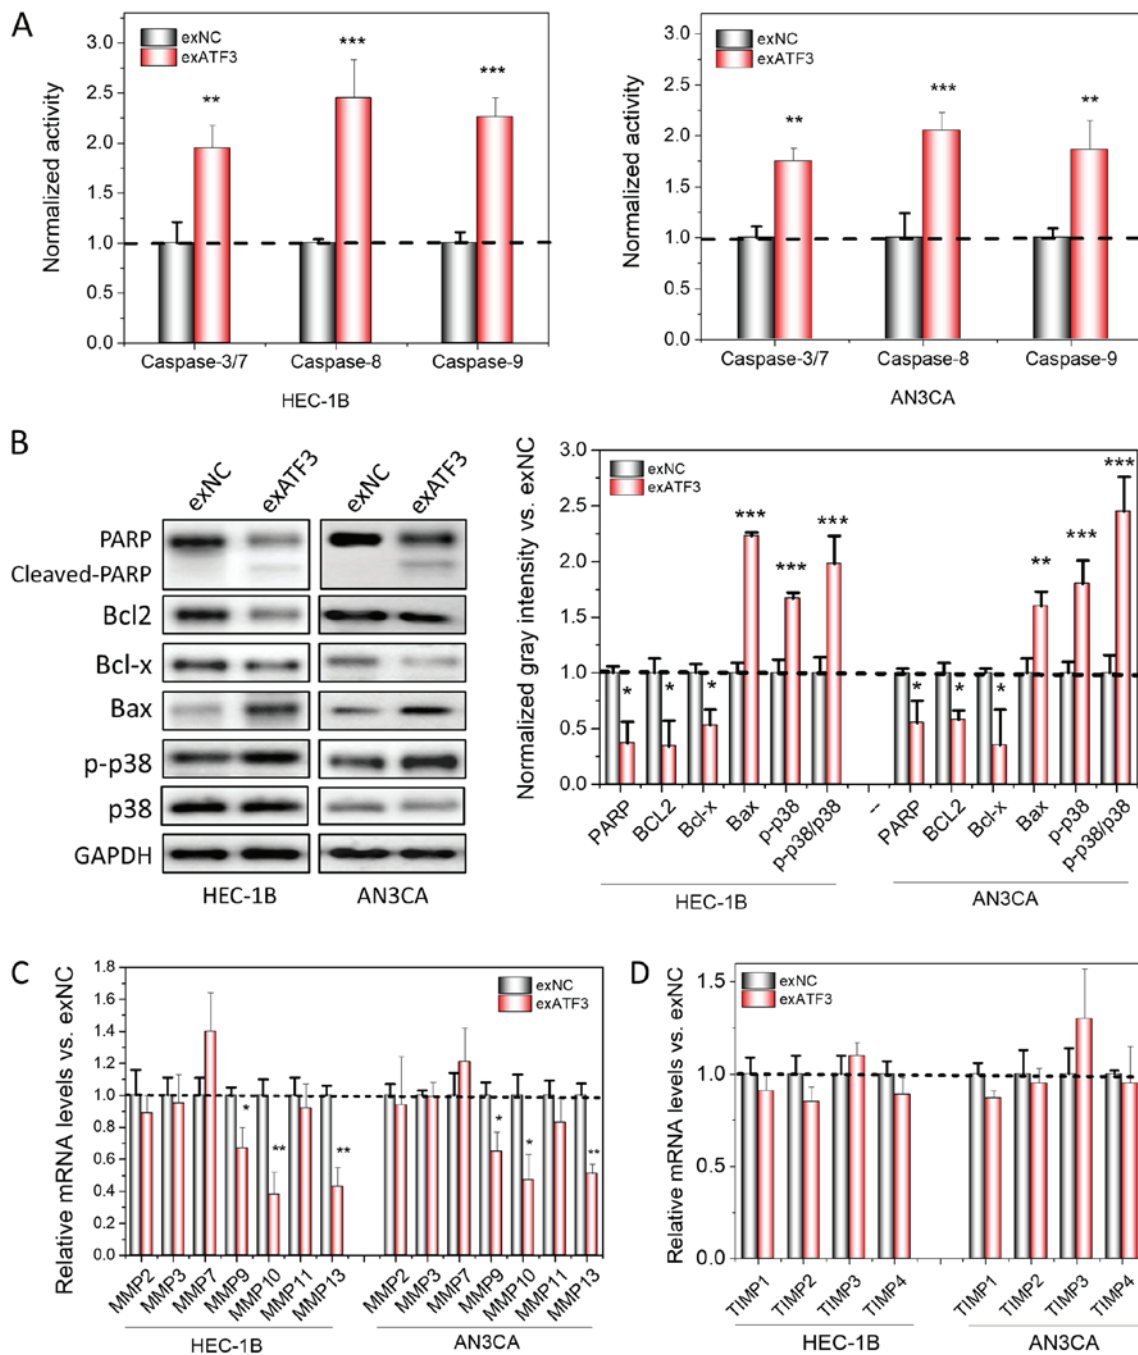 A
Normalized activity
3.0
2.5
2.0
1.5
1.0
0.5
0.0
exNC
exATF3
**
***
***
Caspase-3/7
Caspase-8
Caspase-9
HEC-1B
Normalized activity
3.0
2.5
2.0
1.5
1.0
0.5
0.0
exNC
exATF3
**
***
**
Caspase-3/7
Caspase-8
Caspase-9
AN3CA
B
exNC
exATF3
exNC
exATF3
PARP
Cleaved-PARP
Bcl2
Bcl-x
Bax
p-p38
p38
GAPDH
HEC-1B
AN3CA
Normalized gray intensity vs. exNC
3.0
2.5
2.0
1.5
1.0
0.5
0.0
exNC
exATF3
*
*
*
***
***
***
*
*
*
**
***
***
PARP
BCL2
Bcl-x
Bax
p-p38
p-p38/p38
--
PARP
BCL2
Bcl-x
Bax
p-p38
p-p38/p38
HEC-1B
AN3CA
C
Relative mRNA levels vs. exNC
1.8
1.6
1.4
1.2
1.0
0.8
0.6
0.4
0.2
0.0
exNC
exATF3
*
**
**
*
*
**
MMP2
MMP3
MMP7
MMP9
MMP10
MMP11
MMP13
MMP2
MMP3
MMP7
MMP9
MMP10
MMP11
MMP13
HEC-1B
AN3CA
D
Relative mRNA levels vs. exNC
1.5
1.0
0.5
0.0
exNC
exATF3
TIMP1
TIMP2
TIMP3
TIMP4
TIMP1
TIMP2
TIMP3
TIMP4
HEC-1B
AN3CA